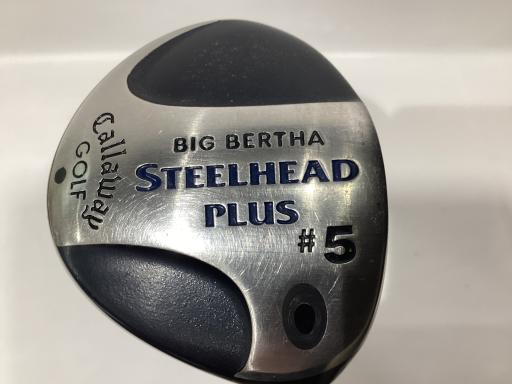 Callaway
GOLF
BIG BERTHA
STEELHEAD
PLUS
#5